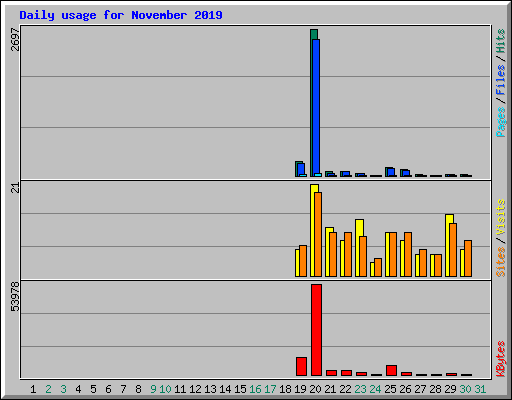 Daily usage for November 2019
2697
Pages / Files / Hits
21
Sites / Visits
53978
KBytes
1 2 3 4 5 6 7 8 9 10 11 12 13 14 15 16 17 18 19 20 21 22 23 24 25 26 27 28 29 30 31